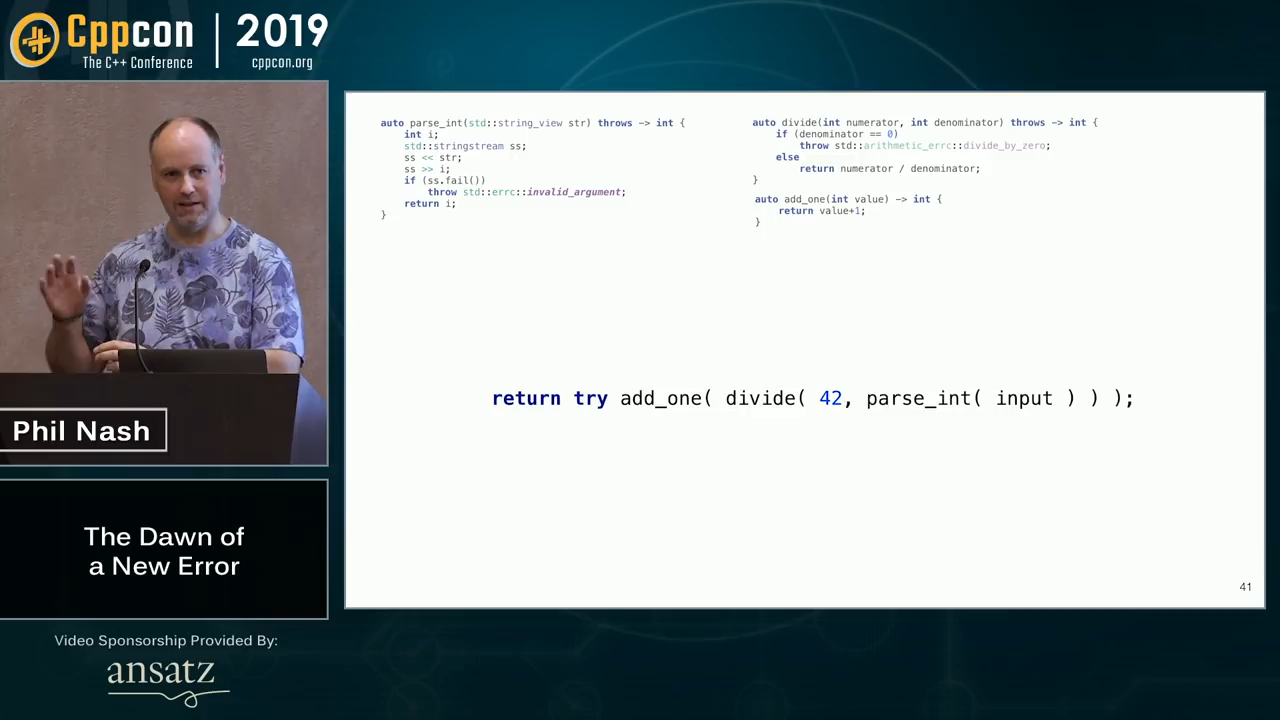 Cppcon
The C++ Conference
2019
cppcon.org
auto parse_int(std::string_view str) throws -> int {
    int i;
    std::stringstream ss;
    ss << str;
    ss >> i;
    if (ss.fail())
        throw std::errc::invalid_argument;
    return i;
}
auto divide(int numerator, int denominator) throws -> int {
    if (denominator == 0)
        throw std::arithmetic_errc::divide_by_zero;
    else
        return numerator / denominator;
}
auto add_one(int value) -> int {
    return value+1;
}
return try add_one( divide( 42, parse_int( input ) ) );
41
Phil Nash
The Dawn of
a New Error
Video Sponsorship Provided By:
ansatz